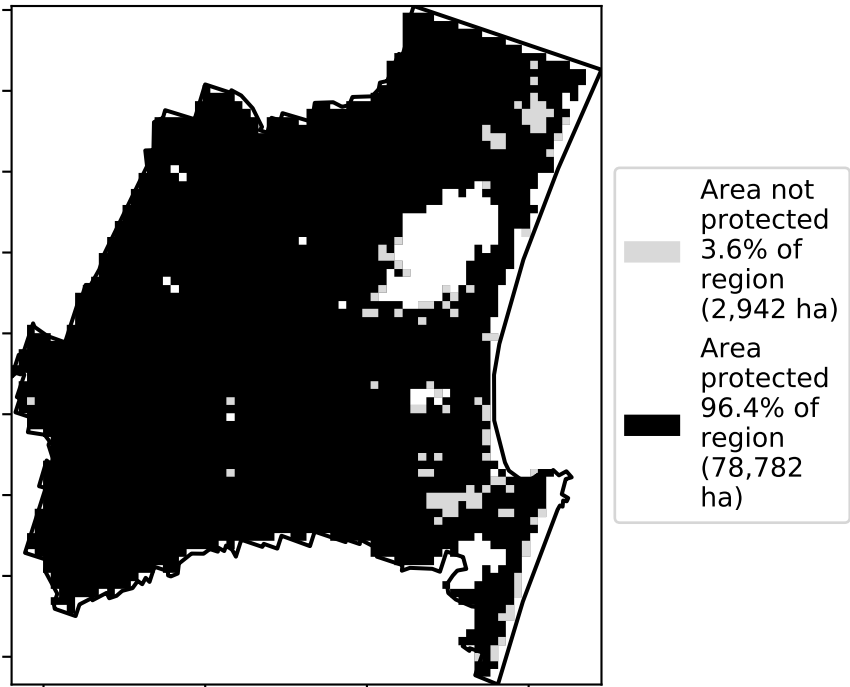 Area not
protected
3.6% of
region
(2,942 ha)
Area
protected
96.4% of
region
(78,782
ha)